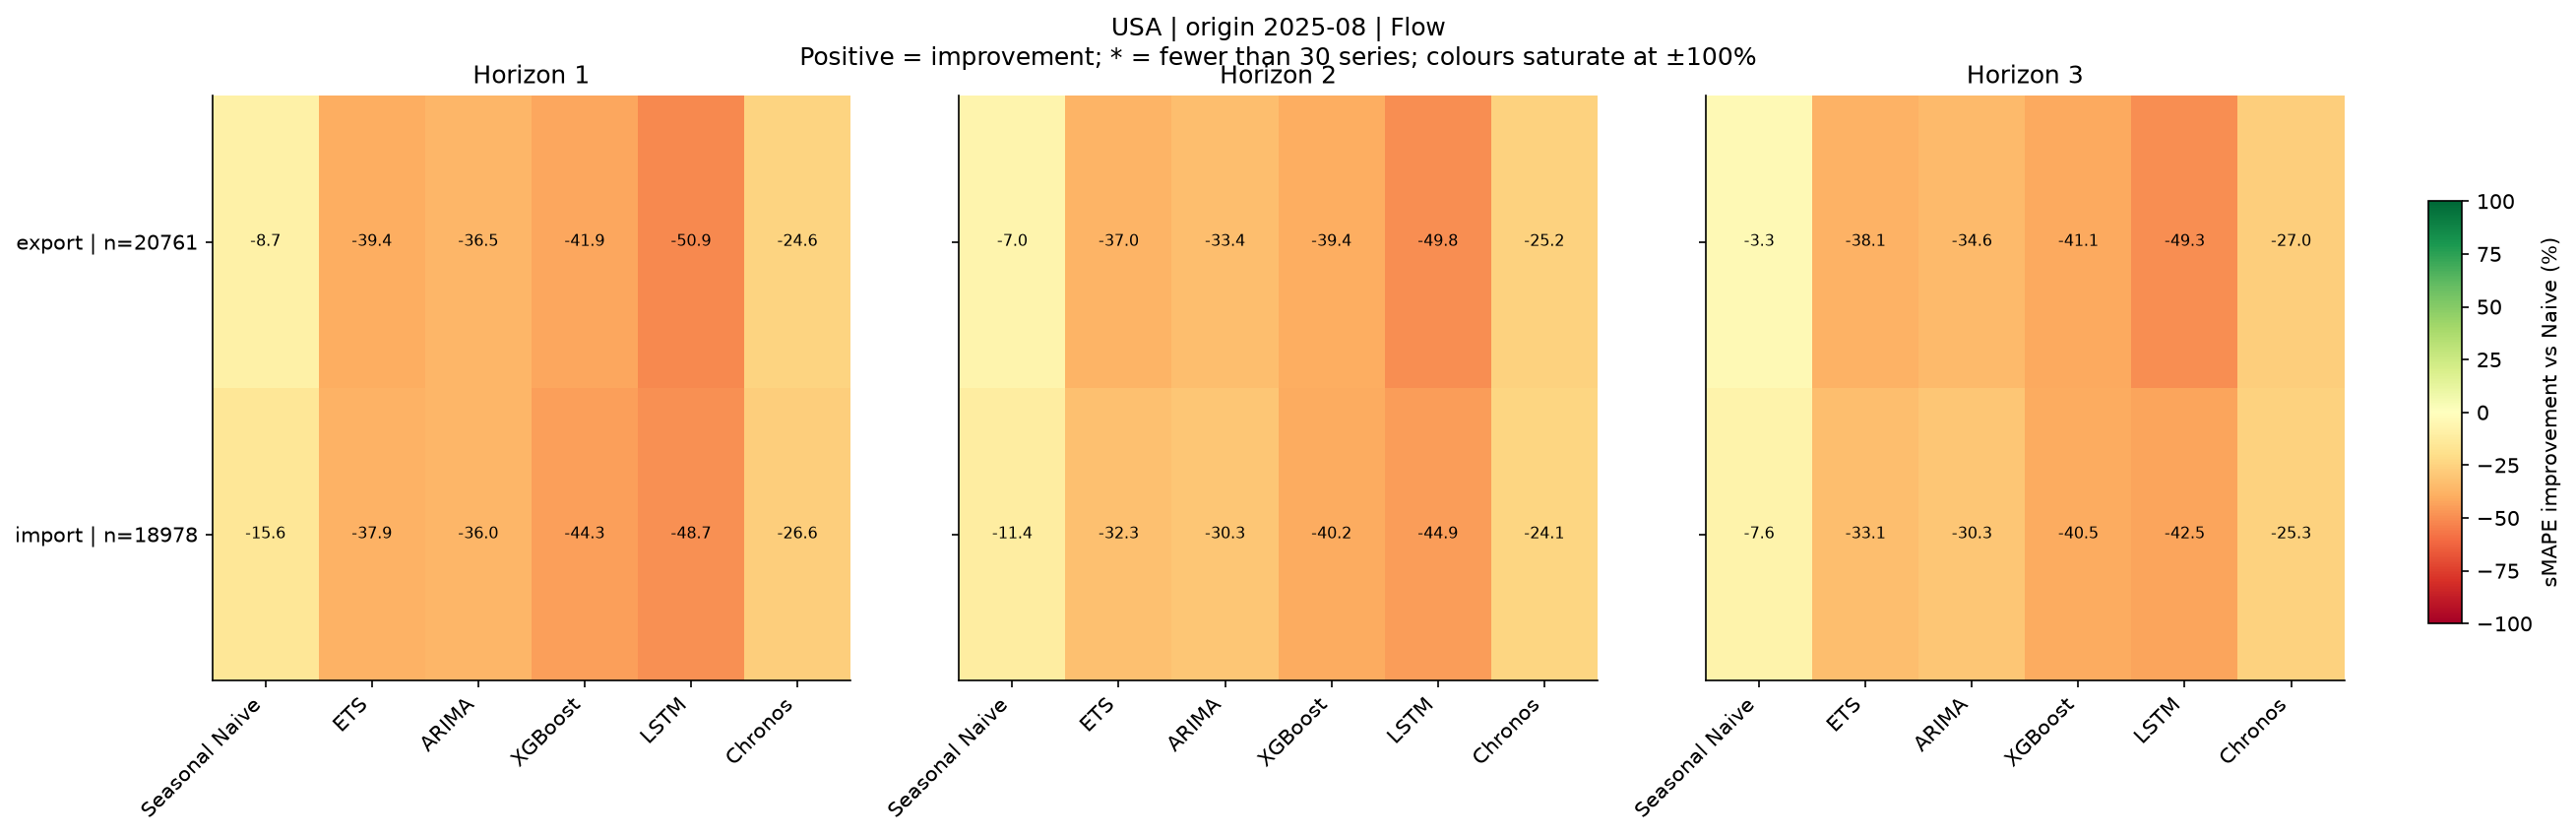 USA | origin 2025-08 | Flow
Positive = improvement; * = fewer than 30 series; colours saturate at ±100%
Horizon 1
Horizon 2
Horizon 3
export | n=20761
-8.7 -39.4 -36.5 -41.9 -50.9 -24.6
-7.0 -37.0 -33.4 -39.4 -49.8 -25.2
-3.3 -38.1 -34.6 -41.1 -49.3 -27.0
import | n=18978
-15.6 -37.9 -36.0 -44.3 -48.7 -26.6
-11.4 -32.3 -30.3 -40.2 -44.9 -24.1
-7.6 -33.1 -30.3 -40.5 -42.5 -25.3
Seasonal Naive ETS ARIMA XGBoost LSTM Chronos
Seasonal Naive ETS ARIMA XGBoost LSTM Chronos
Seasonal Naive ETS ARIMA XGBoost LSTM Chronos
100
75
50
25
0
−25
−50
−75
−100
sMAPE improvement vs Naive (%)